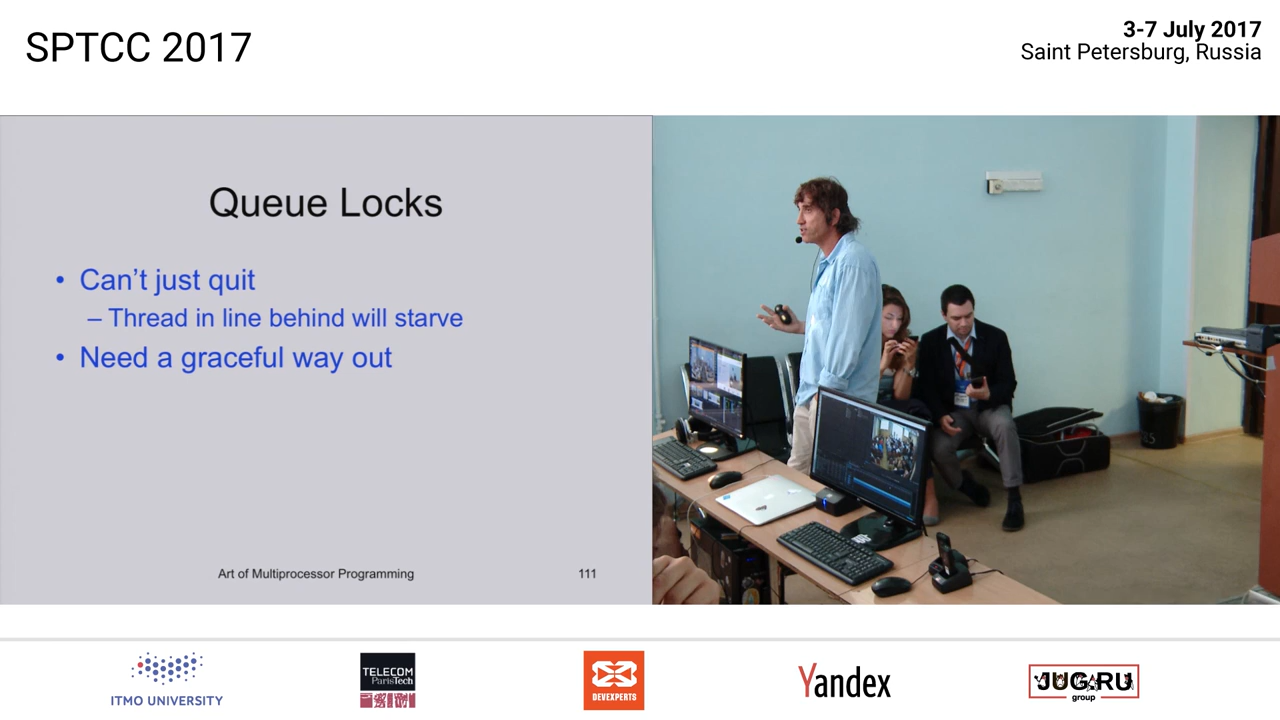 SPTCC 2017
3-7 July 2017
Saint Petersburg, Russia
Queue Locks
• Can't just quit
– Thread in line behind will starve
• Need a graceful way out
Art of Multiprocessor Programming
111
ITMO UNIVERSITY
TELECOM
ParisTech
DEVEXPERTS
Yandex
JUG.RU
group